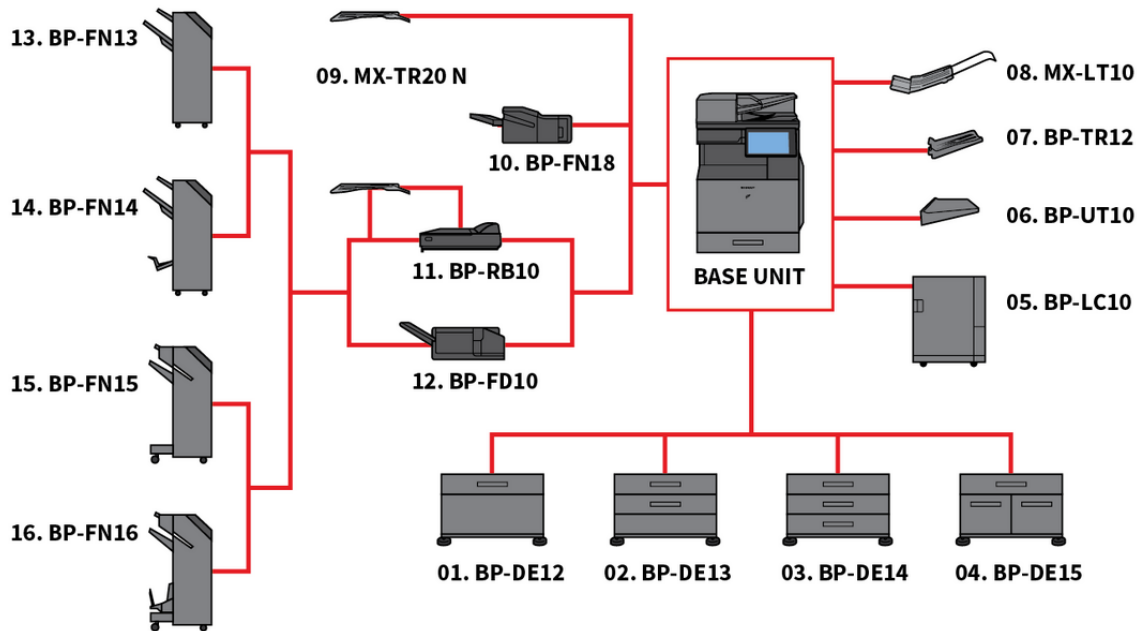 13. BP-FN13
09. MX-TR20 N
08. MX-LT10
07. BP-TR12
10. BP-FN18
14. BP-FN14
06. BP-UT10
11. BP-RB10
BASE UNIT
05. BP-LC10
15. BP-FN15
12. BP-FD10
16. BP-FN16
01. BP-DE12
02. BP-DE13
03. BP-DE14
04. BP-DE15